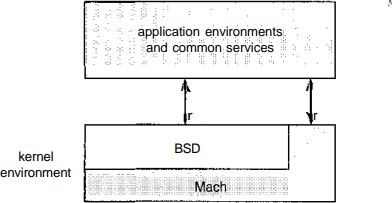 application environments
and common services
BSD
kernel
environment
Mach